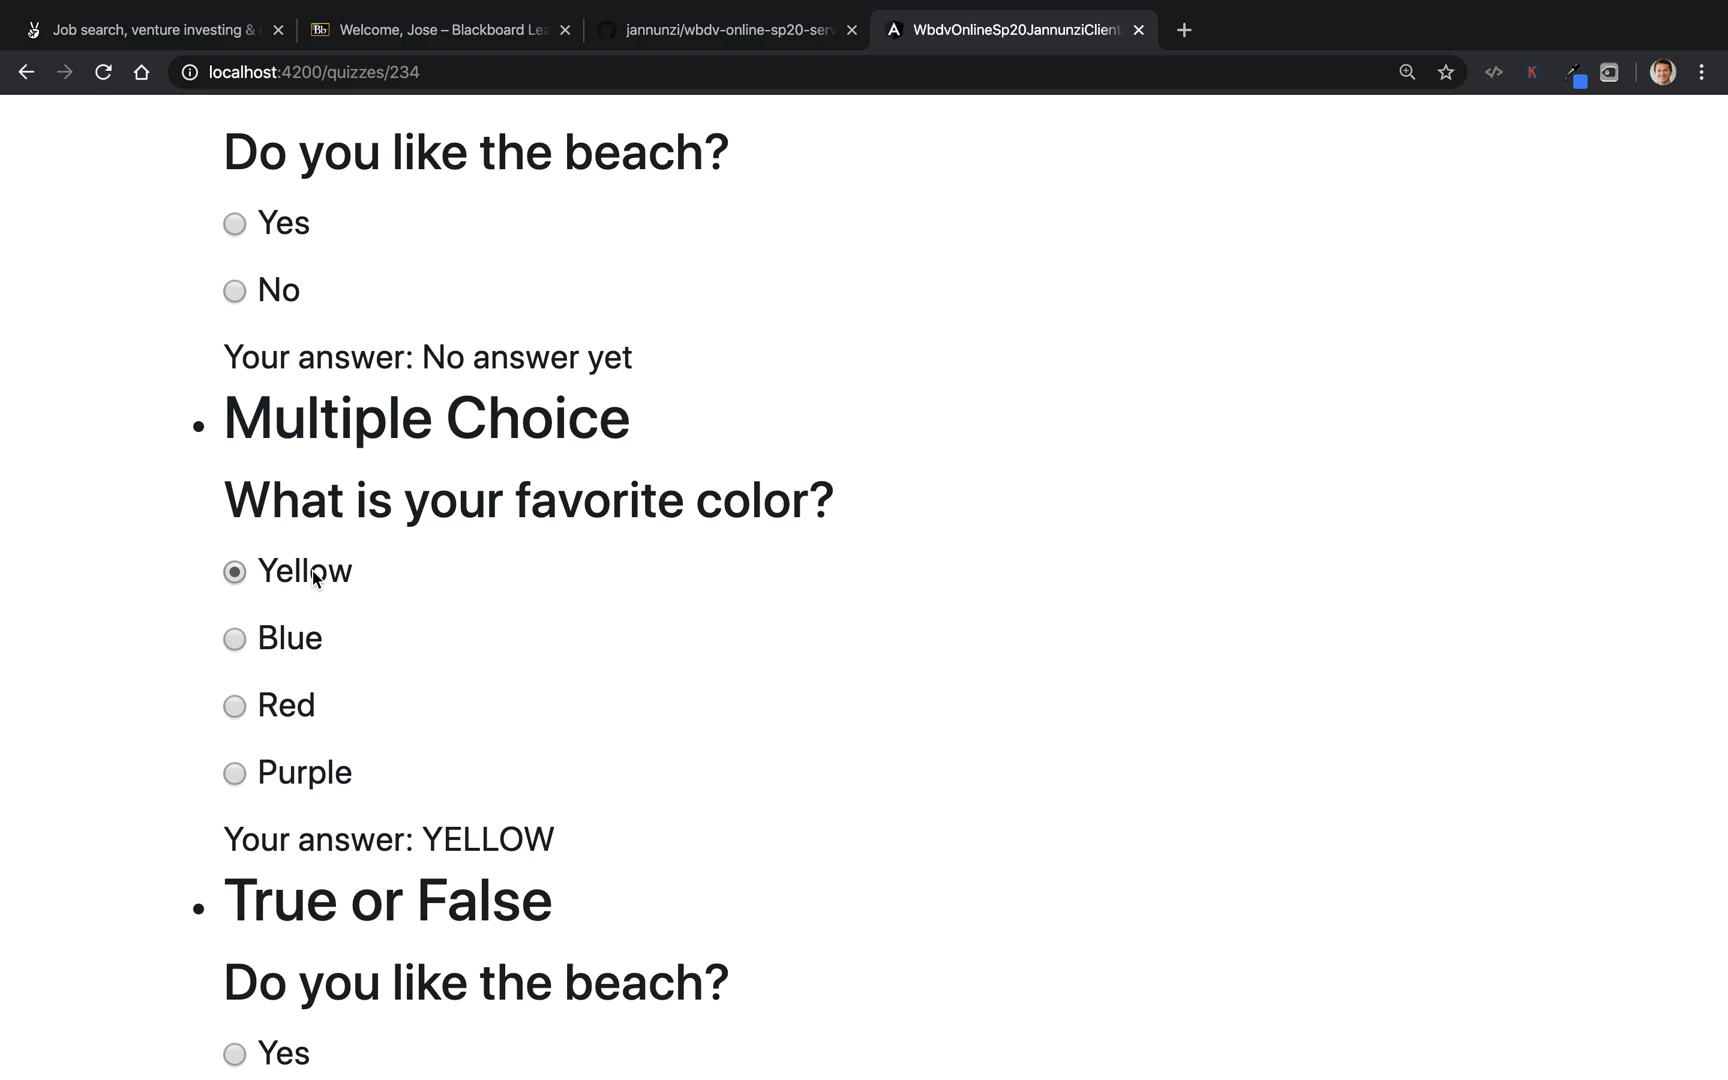 Job search, venture investing &
Welcome, Jose – Blackboard Lea
jannunzi/wbdv-online-sp20-serv
WbdvOnlineSp20JannunziClient
localhost:4200/quizzes/234
Do you like the beach?
Yes
No
Your answer: No answer yet
• Multiple Choice
What is your favorite color?
Yellow
Blue
Red
Purple
Your answer: YELLOW
• True or False
Do you like the beach?
Yes